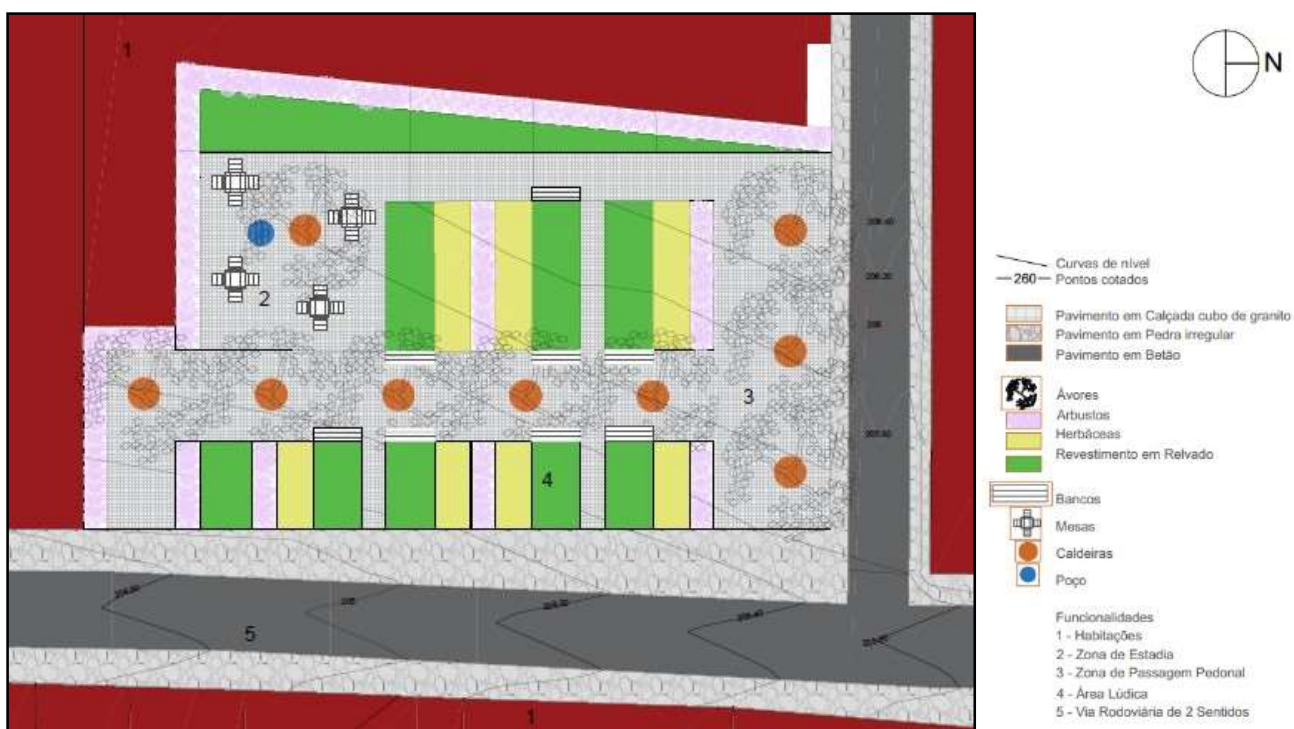 1
2
3
4
5
1
N
Curvas de nível
260 Pontos cotados
Pavimento em Calçada cubo de granito
Pavimento em Pedra irregular
Pavimento em Betão
Ávores
Arbustos
Herbáceas
Revestimento em Relvado
Bancos
Mesas
Caldeiras
Poço
Funcionalidades
1 - Habitações
2 - Zona de Estadia
3 - Zona de Passagem Pedonal
4 - Área Lúdica
5 - Via Rodoviária de 2 Sentidos